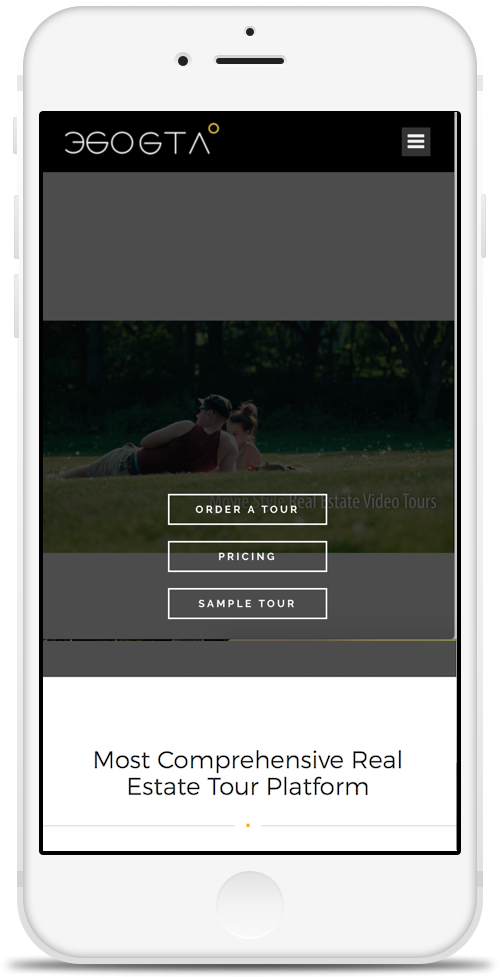 360GTA°
Movie Style Real Estate Video Tours
ORDER A TOUR
PRICING
SAMPLE TOUR
Most Comprehensive Real
Estate Tour Platform